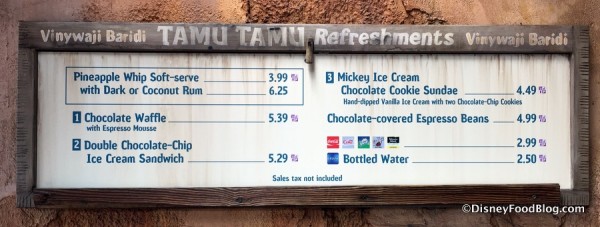 Vinywaji Baridi TAMU TAMU Refreshments Vinywaji Baridi
Pineapple Whip Soft-serve 3.99
with Dark or Coconut Rum 6.25
1 Chocolate Waffle 5.39
with Espresso Mousse
2 Double Chocolate-Chip
Ice Cream Sandwich 5.29
3 Mickey Ice Cream
Chocolate Cookie Sundae 4.49
Hand-dipped Vanilla Ice Cream with two Chocolate-Chip Cookies
Chocolate-covered Espresso Beans 4.99
2.99
Bottled Water 2.50
Sales tax not included
©DisneyFoodBlog.com